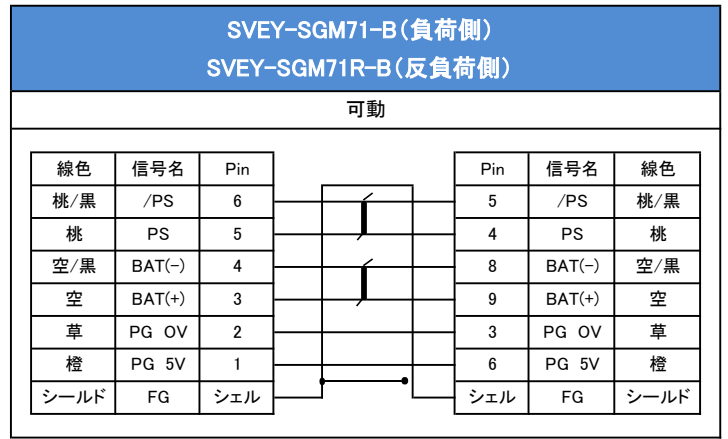 SVEY-SGM71-B(負荷側)
SVEY-SGM71R-B(反負荷側)
可動
線色 信号名 Pin Pin 信号名 線色
桃/黒 /PS 6 5 /PS 桃/黒
桃 PS 5 4 PS 桃
空/黒 BAT(-) 4 8 BAT(-) 空/黒
空 BAT(+) 3 9 BAT(+) 空
草 PG 0V 2 3 PG 0V 草
橙 PG 5V 1 6 PG 5V 橙
シールド FG シェル シェル FG シールド